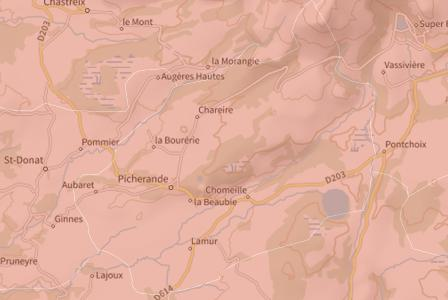 Chastreix
le Mont
D203
Super
la Morangie
Vassivière
Augères Hautes
Chareire
Pommier
la Bourérie
Pontchoix
St-Donat
Picherande
D203
Aubaret
Chomeille
la Beaubie
Ginnes
Lamur
Pruneyre
Lajoux
D614